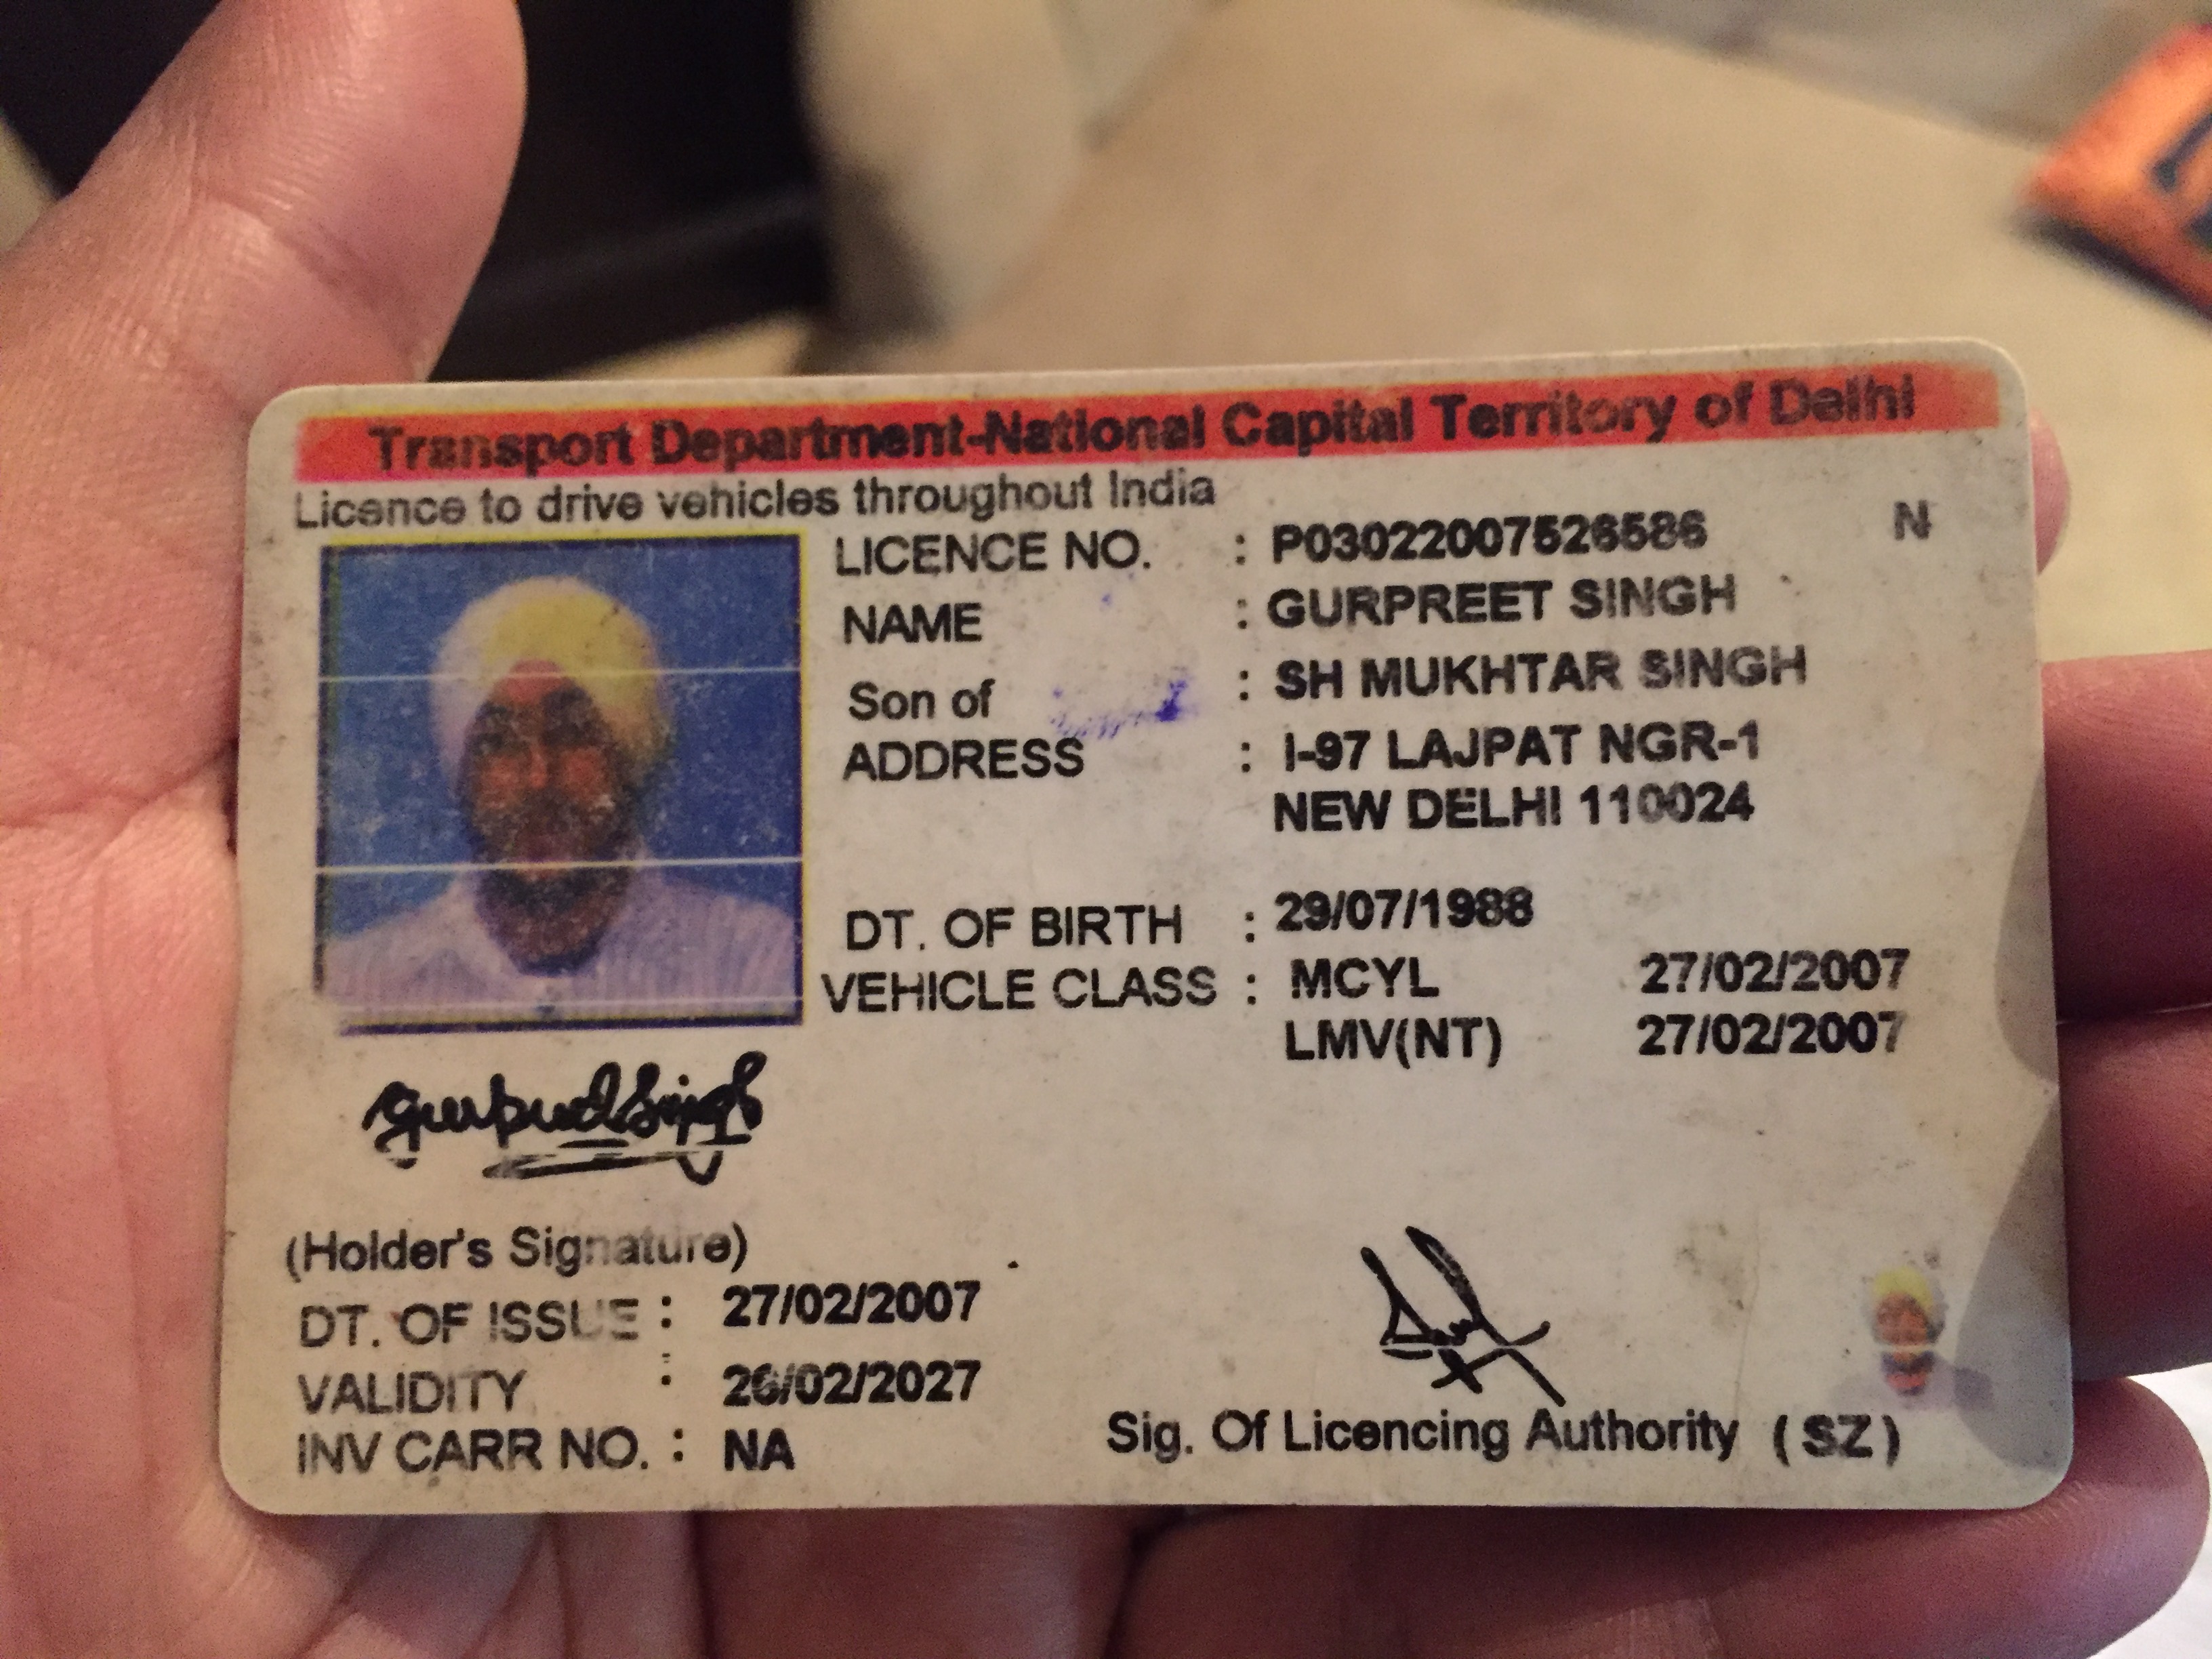 Transport Department-National Capital Territory of Delhi
Licence to drive vehicles throughout India
LICENCE NO. : P03022007526586 N
NAME : GURPREET SINGH
Son of : SH MUKHTAR SINGH
ADDRESS : I-97 LAJPAT NGR-1
NEW DELHI 110024
DT. OF BIRTH : 29/07/1988
VEHICLE CLASS : MCYL 27/02/2007
LMV(NT) 27/02/2007
Gurpreet Singh
(Holder's Signature)
DT. OF ISSUE : 27/02/2007
VALIDITY : 26/02/2027
INV CARR NO. : NA
Sig. Of Licencing Authority (SZ)